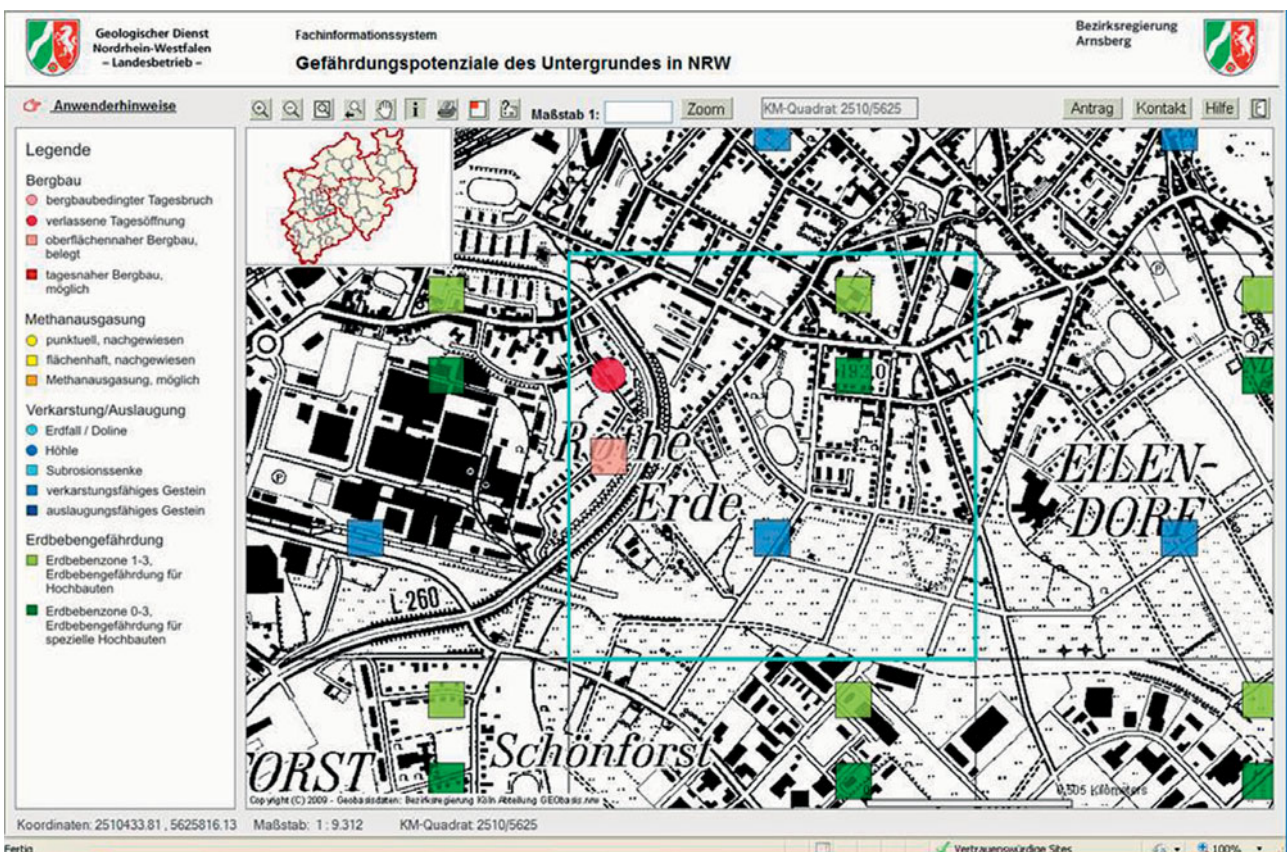 Geologischer Dienst
Nordrhein-Westfalen
– Landesbetrieb –
Fachinformationssystem
Gefährdungspotenziale des Untergrundes in NRW
Bezirksregierung
Arnsberg
Anwenderhinweise
Maßstab 1:
Zoom
KM-Quadrat 2510/5625
Antrag
Kontakt
Hilfe
Legende
Bergbau
bergbaubedingter Tagesbruch
verlassene Tagesöffnung
oberflächennaher Bergbau,
belegt
tagesnaher Bergbau,
möglich
Methanausgasung
punktuell, nachgewiesen
flächenhaft, nachgewiesen
Methanausgasung, möglich
Verkarstung/Auslaugung
Erdfall / Doline
Höhle
Subrosionssenke
verkarstungsfähiges Gestein
auslaugungsfähiges Gestein
Erdbebengefährdung
Erdbebenzone 1-3,
Erdbebengefährdung für
Hochbauten
Erdbebenzone 0-3,
Erdbebengefährdung für
spezielle Hochbauten
Rothe
Erde
EILEN-
DORF
L 260
Schönforst
ORST
Copyright (C) 2009 - Geobasisdaten: Bezirksregierung Köln Abteilung GEObasis.nrw
0,505 Kilometers
Koordinaten: 2510433.81 , 5625816.13
Maßstab: 1 : 9.312
KM-Quadrat: 2510/5625
Fertig
Vertrauenswürdige Sites
100%